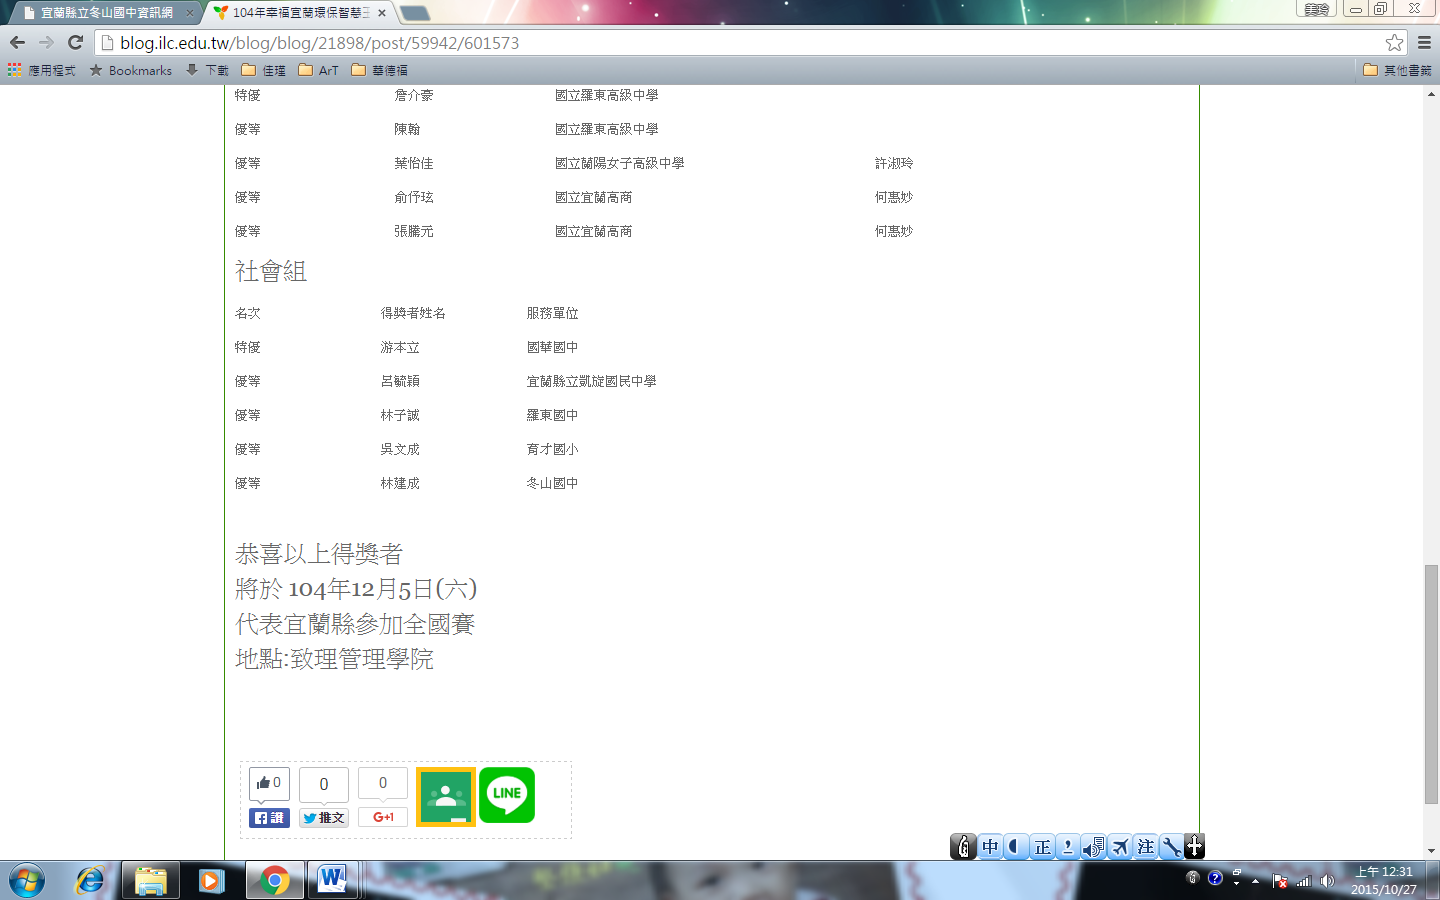 宜蘭縣立冬山國中資訊網
104年幸福宜蘭環保智慧王
美玲
blog.ilc.edu.tw/blog/blog/21898/post/59942/601573
應用程式 Bookmarks 下載 佳瑾 ArT 華德福 其他書籤
特優 詹介豪 國立羅東高級中學
優等 陳翰 國立羅東高級中學
優等 葉怡佳 國立蘭陽女子高級中學 許淑玲
優等 俞伃玹 國立宜蘭高商 何惠妙
優等 張騰元 國立宜蘭高商 何惠妙
社會組
名次 得獎者姓名 服務單位
特優 游本立 國華國中
優等 呂毓穎 宜蘭縣立凱旋國民中學
優等 林子誠 羅東國中
優等 吳文成 育才國小
優等 林建成 冬山國中
恭喜以上得獎者
將於 104年12月5日(六)
代表宜蘭縣參加全國賽
地點:致理管理學院
0 0 0
讚 推文 G+1
LINE
中 正 注
上午 12:31
2015/10/27